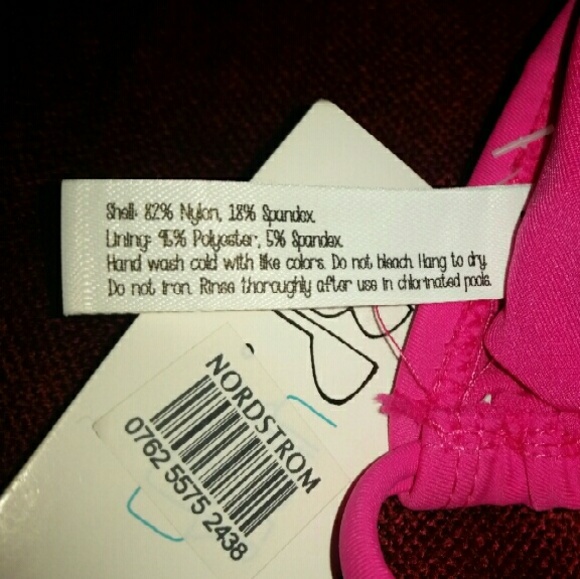 Shell: 82% Nylon, 18% Spandex.
Lining: 95% Polyester, 5% Spandex.
Hand wash cold with like colors. Do not bleach. Hang to dry.
Do not iron. Rinse thoroughly after use in chlorinated pools.
NORDSTROM
0762 5575 2438